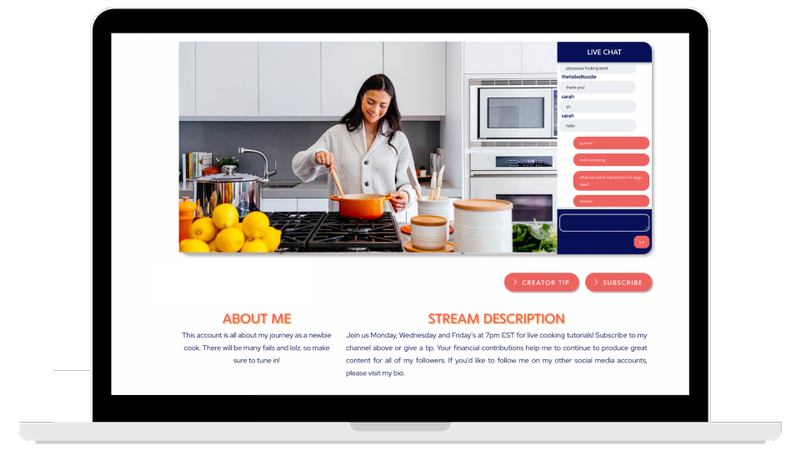 LIVE CHAT
pleaseeee fucking send
thefailedfoodie
thank you!
sarah
yo
sarah
hello
looks amazing
what are some substitutes for eggs
here?
thanks
>>
CREATOR TIP
SUBSCRIBE
ABOUT ME
This account is all about my journey as a newbie
cook. There will be many fails and lolz, so make
sure to tune in!
STREAM DESCRIPTION
Join us Monday, Wednesday and Friday's at 7pm EST for live cooking tutorials! Subscribe to my
channel above or give a tip. Your financial contributions help me to continue to produce great
content for all of my followers. If you'd like to follow me on my other social media accounts,
please visit my bio.